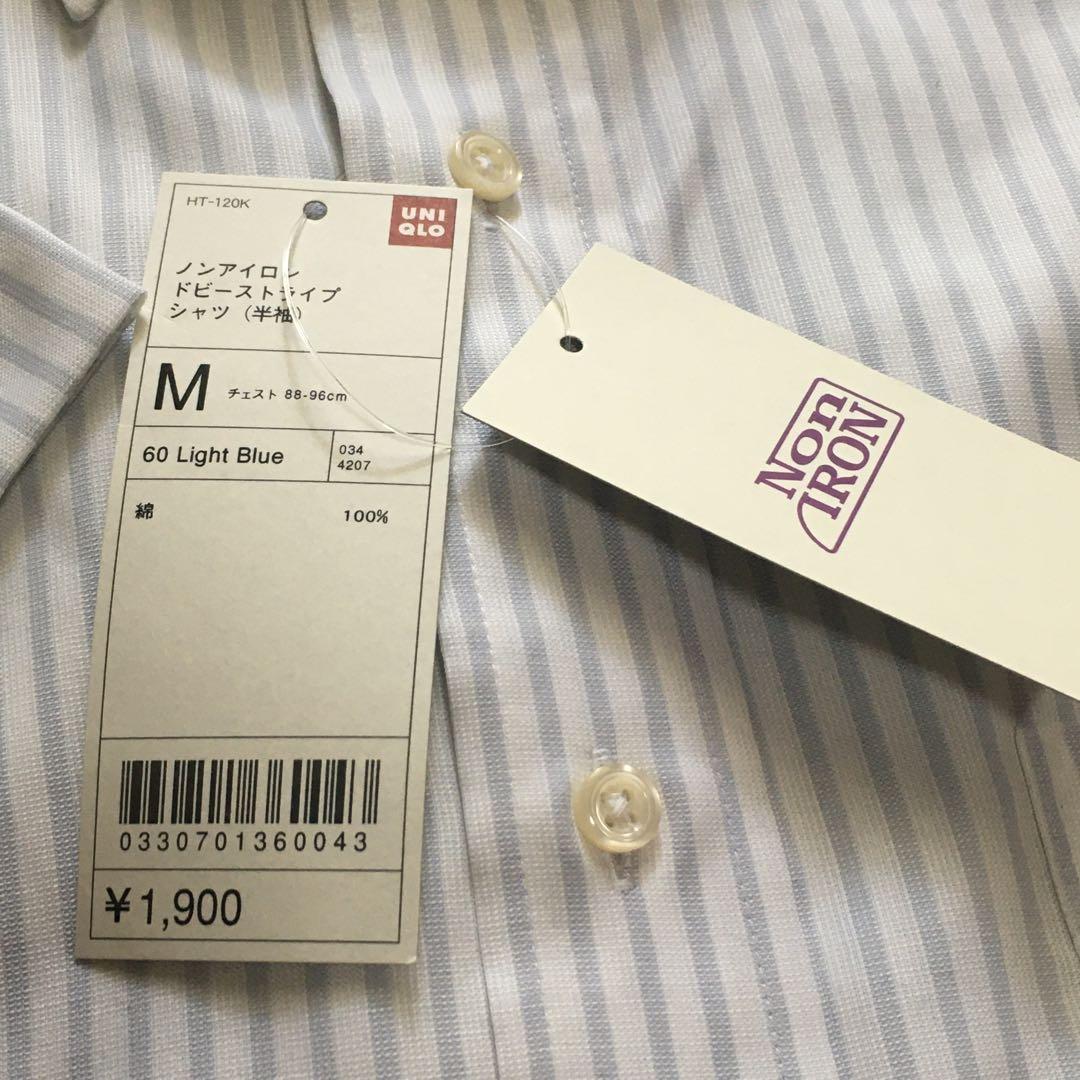 HT-120K
UNI
QLO
ノンアイロン
ドビーストライプ
シャツ（半袖）
M チェスト 88-96cm
60 Light Blue
034
4207
綿 100%
0330701360043
¥1,900
Non
IRON